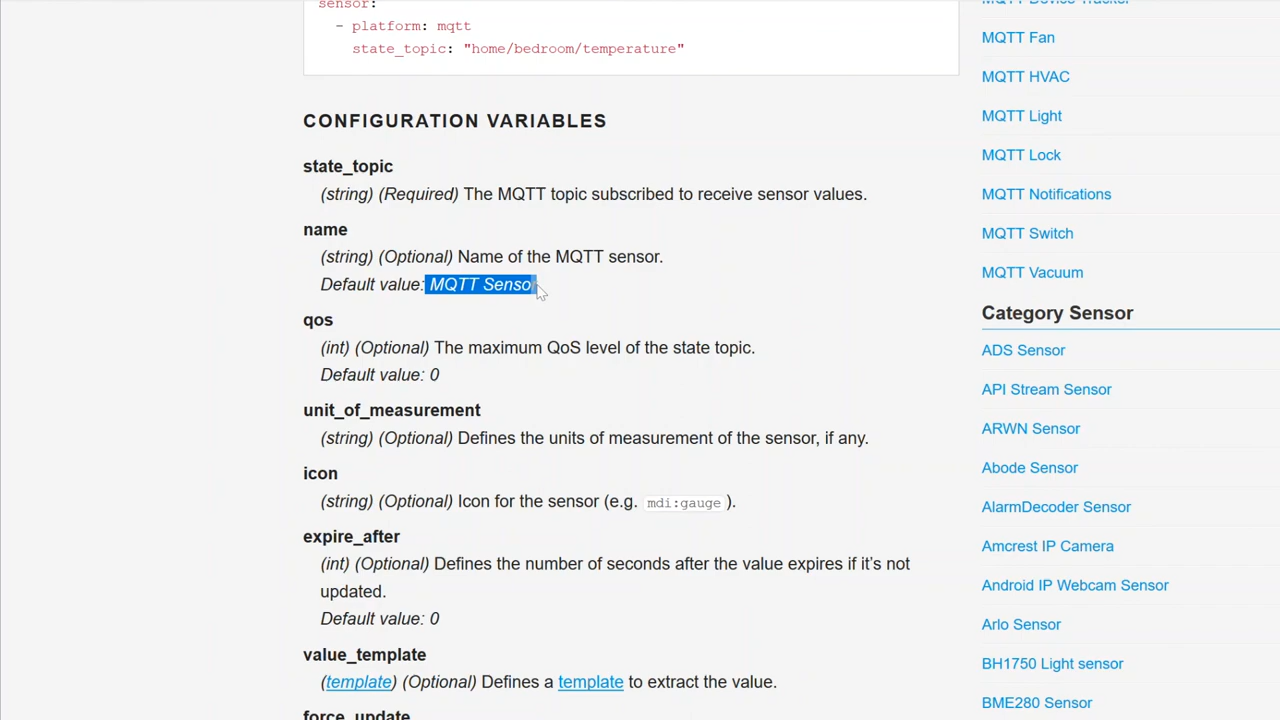 sensor:
- platform: mqtt
state_topic: "home/bedroom/temperature"
CONFIGURATION VARIABLES
state_topic
(string) (Required) The MQTT topic subscribed to receive sensor values.
name
(string) (Optional) Name of the MQTT sensor.
Default value: MQTT Sensor
qos
(int) (Optional) The maximum QoS level of the state topic.
Default value: 0
unit_of_measurement
(string) (Optional) Defines the units of measurement of the sensor, if any.
icon
(string) (Optional) Icon for the sensor (e.g. mdi:gauge ).
expire_after
(int) (Optional) Defines the number of seconds after the value expires if it’s not
updated.
Default value: 0
value_template
(template) (Optional) Defines a template to extract the value.
force_update
MQTT Device Tracker
MQTT Fan
MQTT HVAC
MQTT Light
MQTT Lock
MQTT Notifications
MQTT Switch
MQTT Vacuum
Category Sensor
ADS Sensor
API Stream Sensor
ARWN Sensor
Abode Sensor
AlarmDecoder Sensor
Amcrest IP Camera
Android IP Webcam Sensor
Arlo Sensor
BH1750 Light sensor
BME280 Sensor